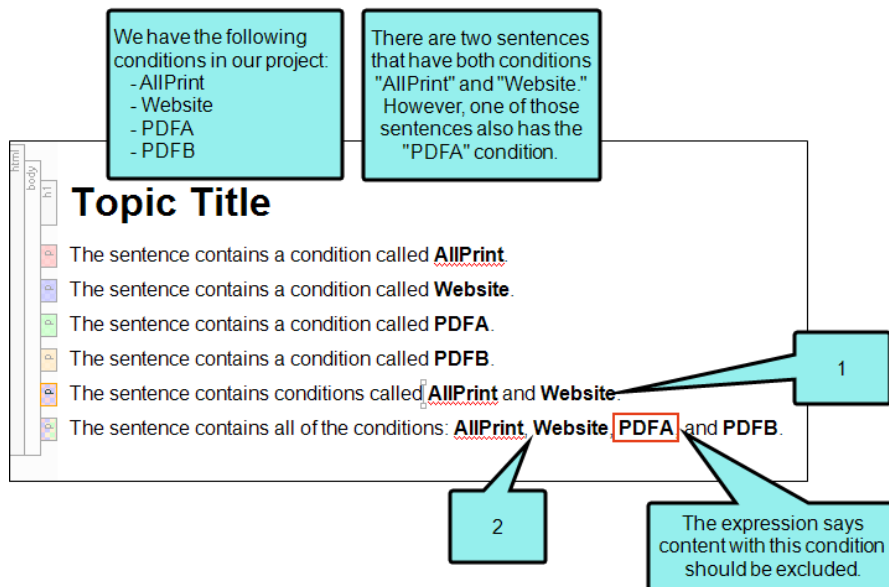 We have the following
conditions in our project:
- AllPrint
- Website
- PDFA
- PDFB
There are two sentences
that have both conditions
"AllPrint" and "Website."
However, one of those
sentences also has the
"PDFA" condition.
html
body
h1
Topic Title
p
The sentence contains a condition called AllPrint.
p
The sentence contains a condition called Website.
p
The sentence contains a condition called PDFA.
p
The sentence contains a condition called PDFB.
p
The sentence contains conditions called AllPrint and Website.
p
The sentence contains all of the conditions: AllPrint, Website, PDFA, and PDFB.
1
2
The expression says
content with this condition
should be excluded.